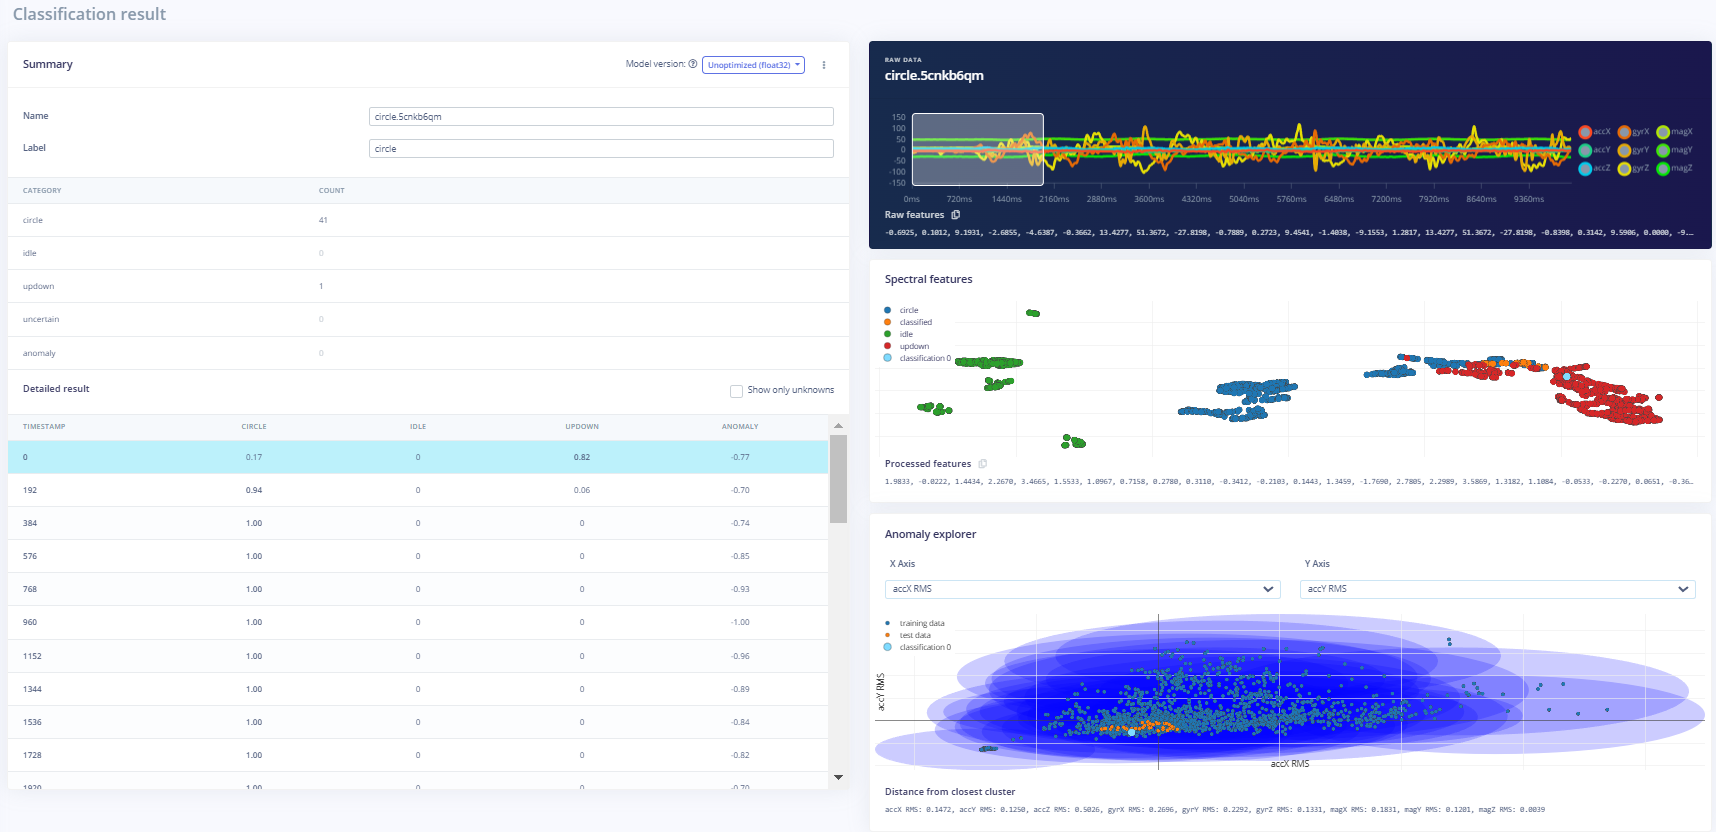 Classification result
Summary
Model version: Unoptimized (float32)
Name
circle.5cnkb6qm
Label
circle
CATEGORY COUNT
circle 41
idle 0
updown 1
uncertain 0
anomaly 0
Detailed result
Show only unknowns
TIMESTAMP CIRCLE IDLE UPDOWN ANOMALY
0 0.17 0 0.82 -0.77
192 0.94 0 0.06 -0.70
384 1.00 0 0 -0.74
576 1.00 0 0 -0.85
768 1.00 0 0 -0.93
960 1.00 0 0 -1.00
1152 1.00 0 0 -0.96
1344 1.00 0 0 -0.89
1536 1.00 0 0 -0.84
1728 1.00 0 0 -0.82
1920 1.00 0 0 -0.70
RAW DATA
circle.5cnkb6qm
150
100
50
0
-50
-100
-150
accX gyrX magX
accY gyrY magY
accZ gyrZ magZ
0ms 720ms 1440ms 2160ms 2880ms 3600ms 4320ms 5040ms 5760ms 6480ms 7200ms 7920ms 8640ms 9360ms
Raw features
-0.6925, 0.1012, 9.1931, -2.6855, -4.6387, -0.3662, 13.4277, 51.3672, -27.8198, -0.7889, 0.2723, 9.4541, -1.4038, -9.1553, 1.2817, 13.4277, 51.3672, -27.8198, -0.8398, 0.3142, 9.5906, 0.0000, -9...
Spectral features
circle
classified
idle
updown
classification 0
Processed features
1.9833, -0.0222, 1.4434, 2.2670, 3.4665, 1.5533, 1.0967, 0.7158, 0.2780, 0.3110, -0.3412, -0.2103, 0.1443, 1.3459, -1.7690, 2.7805, 2.2989, 3.5869, 1.3182, 1.1084, -0.0533, -0.2270, 0.0651, -0.36...
Anomaly explorer
X Axis
Y Axis
accX RMS
accY RMS
training data
test data
classification 0
accY RMS
accX RMS
Distance from closest cluster
accX RMS: 0.1472, accY RMS: 0.1250, accZ RMS: 0.5026, gyrX RMS: 0.2696, gyrY RMS: 0.2292, gyrZ RMS: 0.1331, magX RMS: 0.1831, magY RMS: 0.1201, magZ RMS: 0.0039